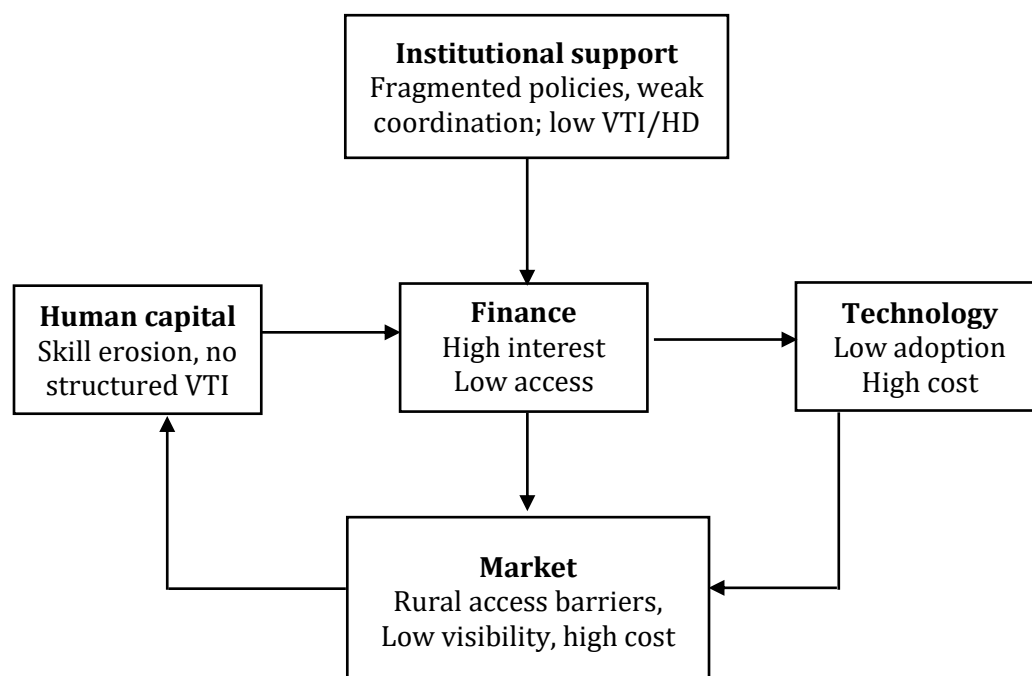 Institutional support
Fragmented policies, weak
coordination; low VTI/HD
Human capital
Skill erosion, no
structured VTI
Finance
High interest
Low access
Technology
Low adoption
High cost
Market
Rural access barriers,
Low visibility, high cost